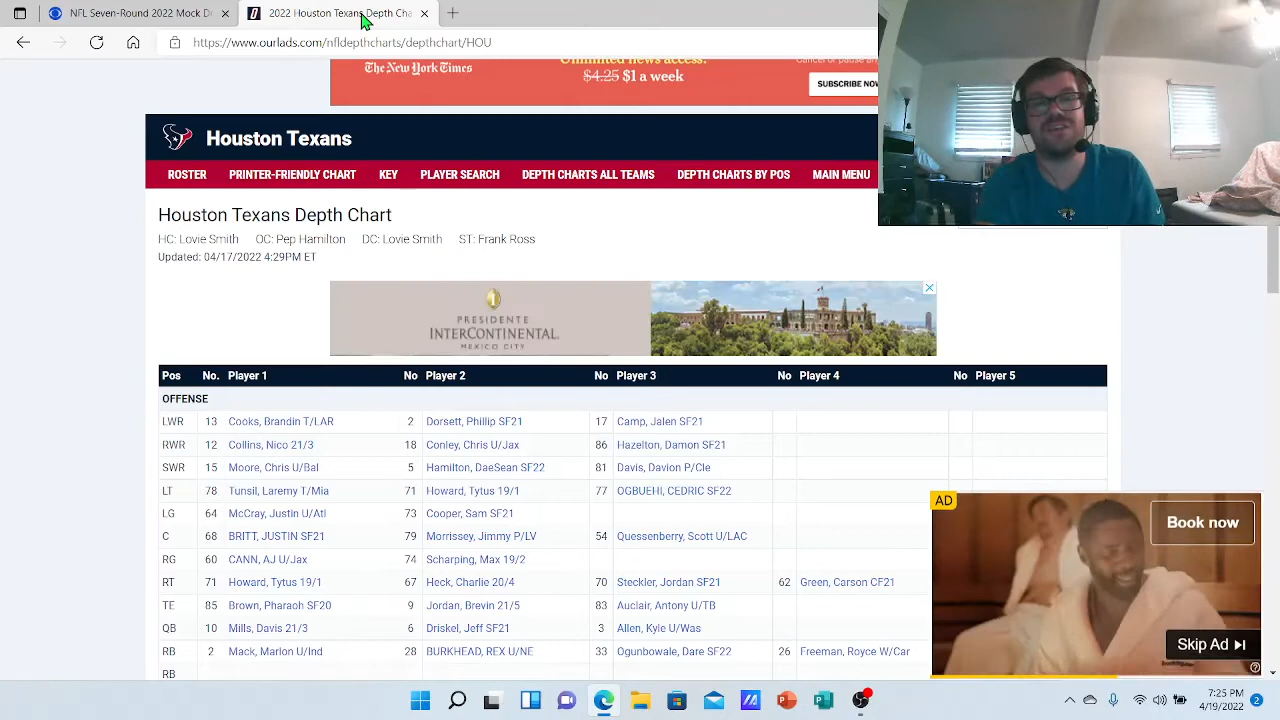 2022 Mock D
NFL Seven-Round 2022 Mock
2022 Houston Texans Depth Cha
https://www.ourlads.com/nfldepthcharts/depthchart/HOU
The New York Times
Unlimited news access.
$4.25 $1 a week
Cancel or pause any
SUBSCRIBE NOW
Houston Texans
ROSTER PRINTER-FRIENDLY CHART KEY PLAYER SEARCH DEPTH CHARTS ALL TEAMS DEPTH CHARTS BY POS MAIN MENU
Houston Texans Depth Chart
HC: Lovie Smith OC: Pep Hamilton DC: Lovie Smith ST: Frank Ross
Updated: 04/17/2022 4:29PM ET
PRESIDENTE
INTERCONTINENTAL.
MEXICO CITY
Pos No. Player 1 No Player 2 No Player 3 No Player 4 No Player 5
OFFENSE
LWR 13 Cooks, Brandin T/LAR 2 Dorsett, Phillip SF21 17 Camp, Jalen SF21
RWR 12 Collins, Nico 21/3 18 Conley, Chris U/Jax 86 Hazelton, Damon SF21
SWR 15 Moore, Chris U/Bal 5 Hamilton, DaeSean SF22 81 Davis, Davion P/Cle
LT 78 Tunsil, Laremy T/Mia 71 Howard, Tytus 19/1 77 OGBUEHI, CEDRIC SF22
LG 64 McCray, Justin U/Atl 73 Cooper, Sam SF21
C 68 BRITT, JUSTIN SF21 79 Morrisey, Jimmy P/LV 54 Quessenberry, Scott U/LAC
RG 60 CANN, AJ U/Jax 74 Scharping, Max 19/2
RT 71 Howard, Tytus 19/1 67 Heck, Charlie 20/4 70 Steckler, Jordan SF21 62 Green, Carson CF21
TE 85 Brown, Pharaoh SF20 9 Jordan, Brevin 21/5 83 Auclair, Antony U/TB
QB 10 Mills, Davis 21/3 6 Driskel, Jeff SF21 3 Allen, Kyle U/Was
RB 2 Mack, Marlon U/Ind 28 BURKHEAD, REX U/NE 33 Ogunbowale, Dare SF22 26 Freeman, Royce W/Car
RB
AD
Book now
Skip Ad
7:25 PM
4/19/2022
2